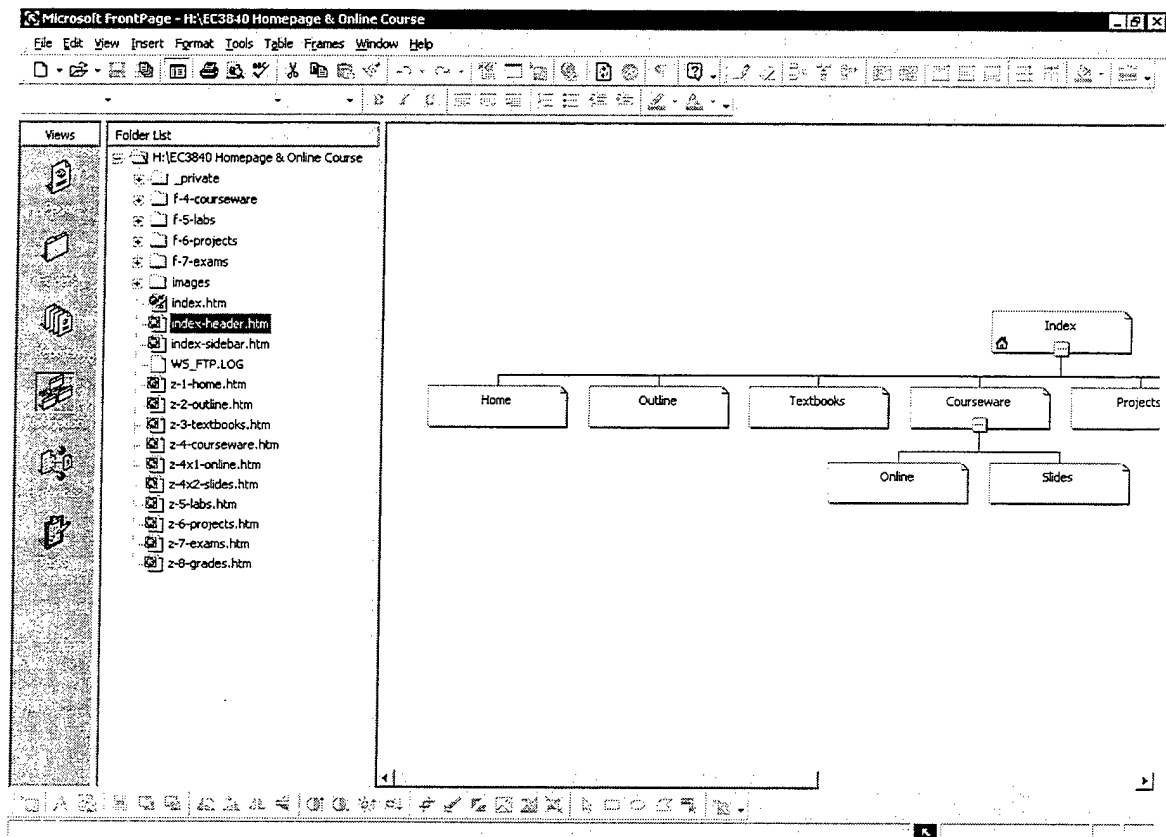 Microsoft FrontPage - H:\EC3840 Homepage & Online Course
File Edit View Insert Format Tools Table Frames Window Help
Views
Folder List
H:\EC3840 Homepage & Online Course
_private
f-4-courseware
f-5-labs
f-6-projects
f-7-exams
images
index.htm
index-header.htm
index-sidebar.htm
WS_FTP.LOG
z-1-home.htm
z-2-outline.htm
z-3-textbooks.htm
z-4-courseware.htm
z-4x1-online.htm
z-4x2-slides.htm
z-5-labs.htm
z-6-projects.htm
z-7-exams.htm
z-8-grades.htm
Index
Home Outline Textbooks Courseware Projects
Online Slides